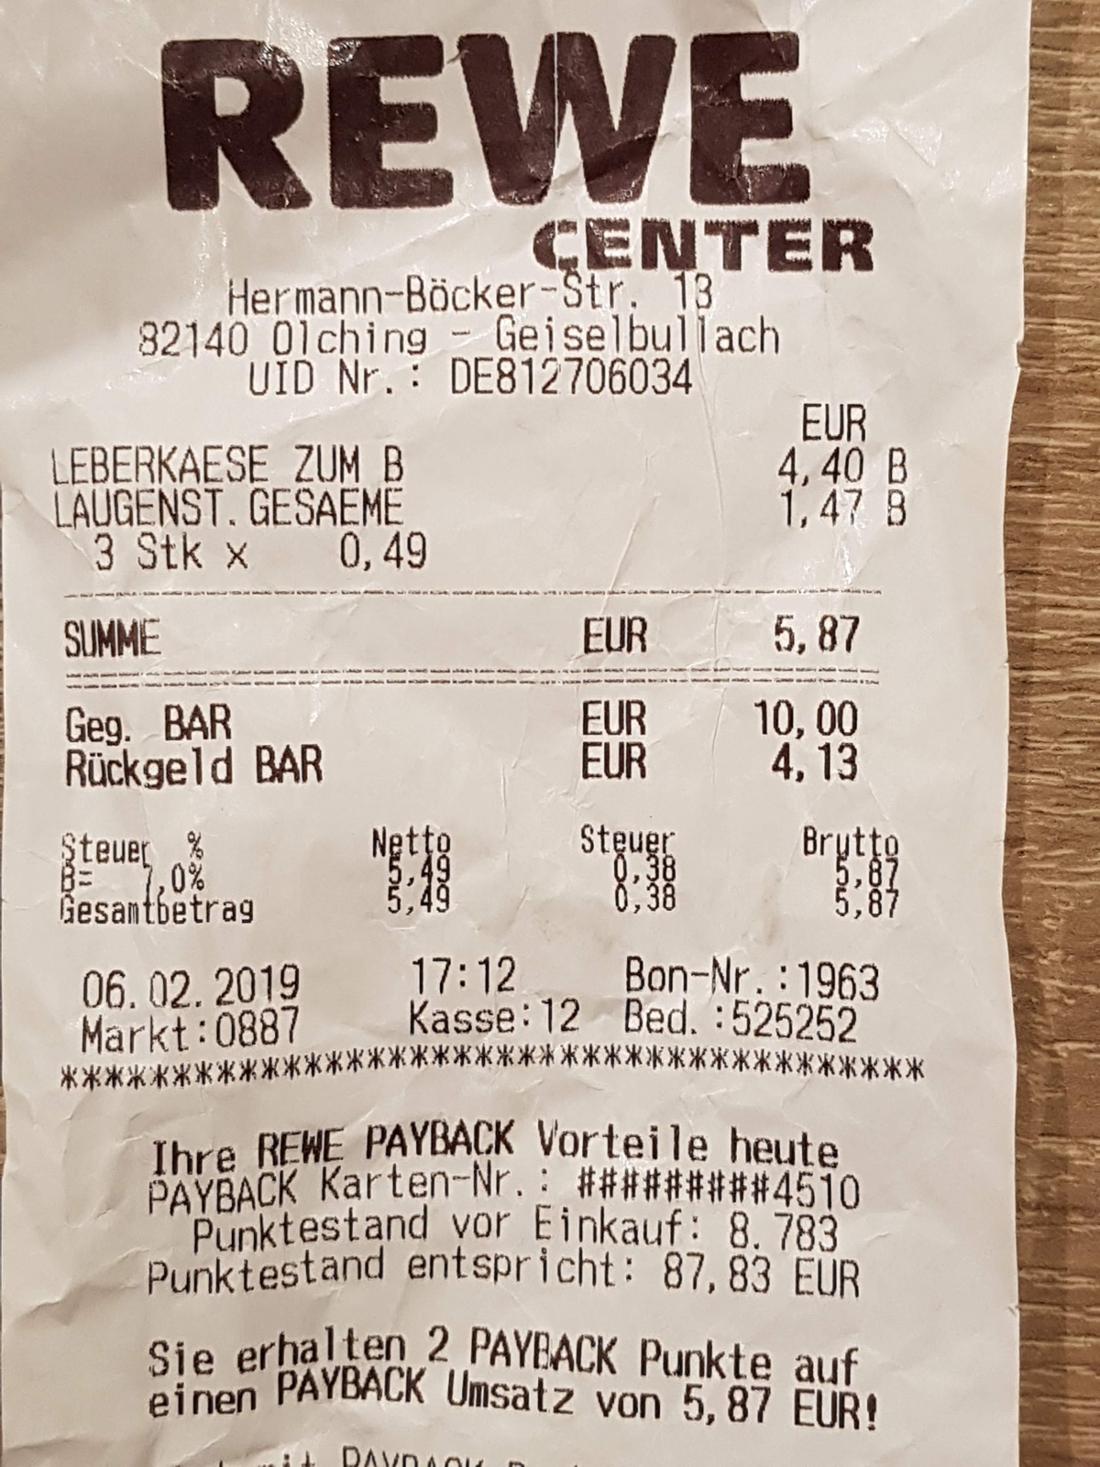 REWE
CENTER
Hermann-Böcker-Str. 13
82140 Olching - Geiselbullach
UID Nr.: DE812706034
EUR
LEBERKAESE ZUM B 4,40 B
LAUGENST.GESAEME 1,47 B
3 Stk x 0,49
SUMME EUR 5,87
Geg. BAR EUR 10,00
Rückgeld BAR EUR 4,13
Steuer % Netto Steuer Brutto
B= 7,0% 5,49 0,38 5,87
Gesamtbetrag 5,49 0,38 5,87
06.02.2019 17:12 Bon-Nr.:1963
Markt:0887 Kasse:12 Bed.:525252
***************************************
Ihre REWE PAYBACK Vorteile heute
PAYBACK Karten-Nr.: #########4510
Punktestand vor Einkauf: 8.783
Punktestand entspricht: 87,83 EUR
Sie erhalten 2 PAYBACK Punkte auf
einen PAYBACK Umsatz von 5,87 EUR!
mit PAYBACK